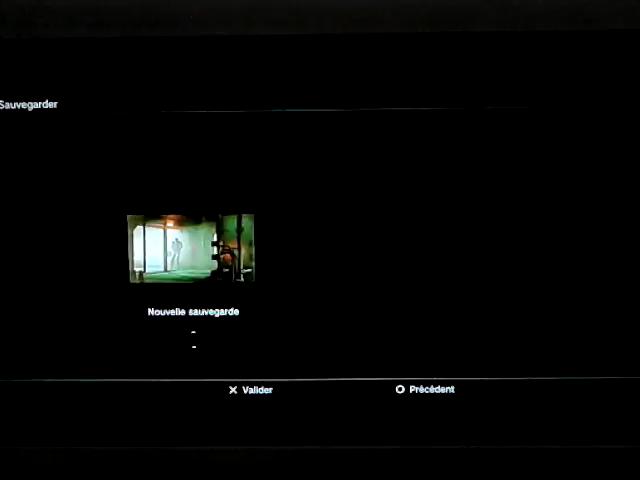 Sauvegarder
Nouvelle sauvegarde
-
-
X Valider
O Précédent